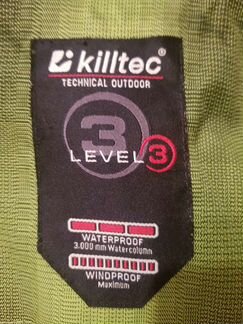 killtec
TECHNICAL OUTDOOR
3
LEVEL 3
WATERPROOF
3.000 mm Watercolumn
WINDPROOF
Maximum